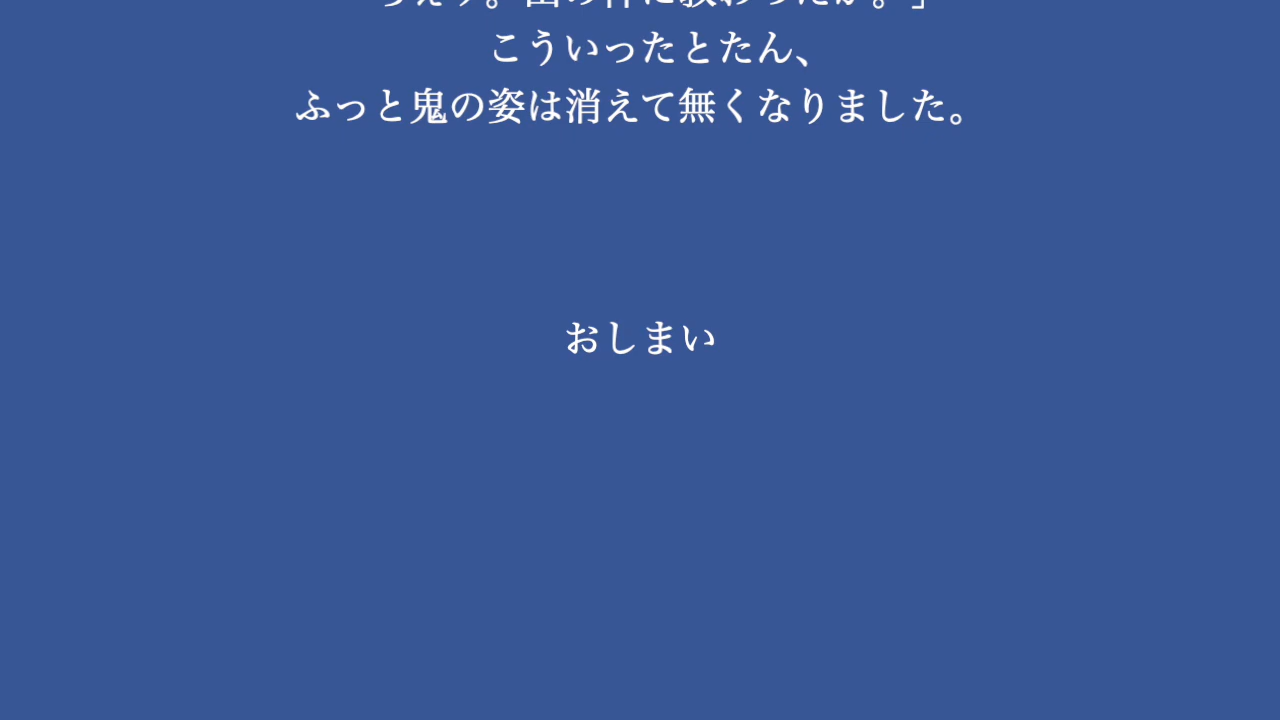 こういったとたん、
ふっと鬼の姿は消えて無くなりました。
おしまい